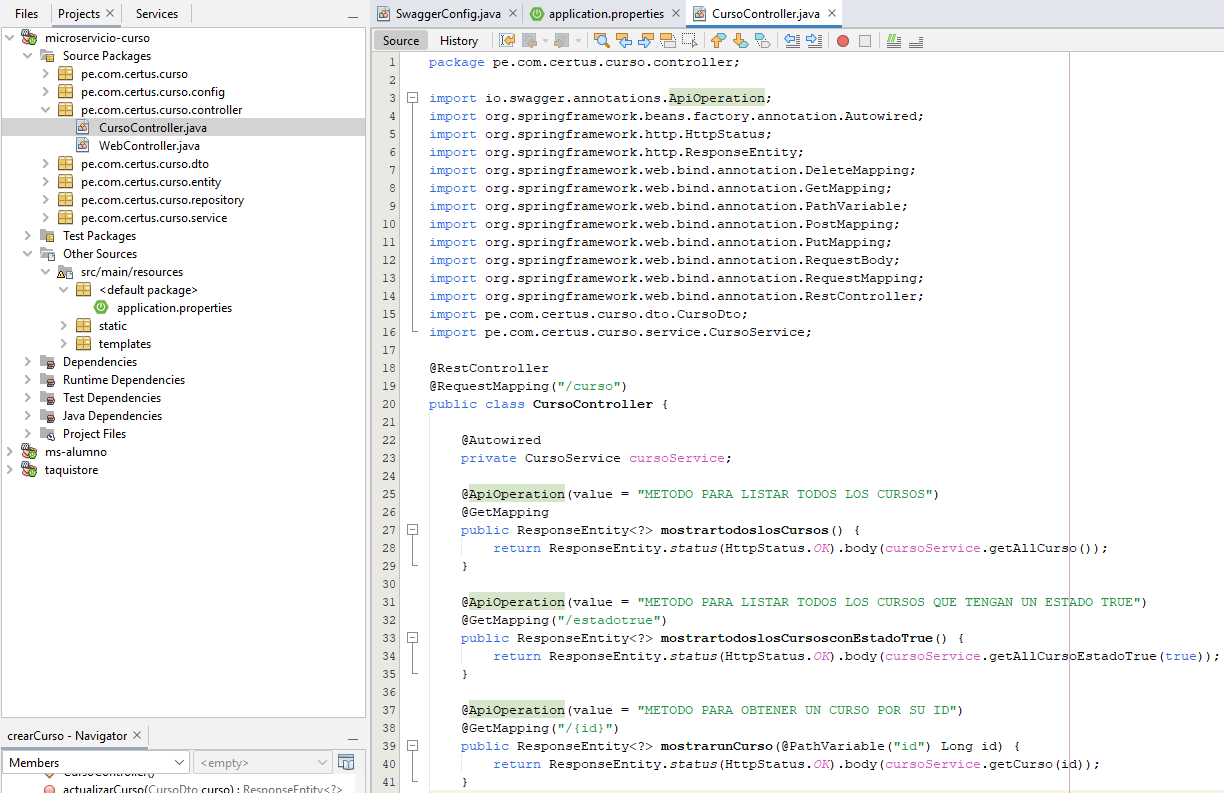 Files Projects Services
microservicio-curso
Source Packages
pe.com.certus.curso
pe.com.certus.curso.config
pe.com.certus.curso.controller
CursoController.java
WebController.java
pe.com.certus.curso.dto
pe.com.certus.curso.entity
pe.com.certus.curso.repository
pe.com.certus.curso.service
Test Packages
Other Sources
src/main/resources
<default package>
application.properties
static
templates
Dependencies
Runtime Dependencies
Test Dependencies
Java Dependencies
Project Files
ms-alumno
taquistore
crearCurso - Navigator
Members <empty>
CursoController()
actualizarCurso(CursoDto curso) : ResponseEntity<?>
SwaggerConfig.java application.properties CursoController.java
Source History
1 package pe.com.certus.curso.controller;
2
3 import io.swagger.annotations.ApiOperation;
4 import org.springframework.beans.factory.annotation.Autowired;
5 import org.springframework.http.HttpStatus;
6 import org.springframework.http.ResponseEntity;
7 import org.springframework.web.bind.annotation.DeleteMapping;
8 import org.springframework.web.bind.annotation.GetMapping;
9 import org.springframework.web.bind.annotation.PathVariable;
10 import org.springframework.web.bind.annotation.PostMapping;
11 import org.springframework.web.bind.annotation.PutMapping;
12 import org.springframework.web.bind.annotation.RequestBody;
13 import org.springframework.web.bind.annotation.RequestMapping;
14 import org.springframework.web.bind.annotation.RestController;
15 import pe.com.certus.curso.dto.CursoDto;
16 import pe.com.certus.curso.service.CursoService;
17
18 @RestController
19 @RequestMapping("/curso")
20 public class CursoController {
21
22 @Autowired
23 private CursoService cursoService;
24
25 @ApiOperation(value = "METODO PARA LISTAR TODOS LOS CURSOS")
26 @GetMapping
27 public ResponseEntity<?> mostrartodoslosCursos() {
28 return ResponseEntity.status(HttpStatus.OK).body(cursoService.getAllCurso());
29 }
30
31 @ApiOperation(value = "METODO PARA LISTAR TODOS LOS CURSOS QUE TENGAN UN ESTADO TRUE")
32 @GetMapping("/estadotrue")
33 public ResponseEntity<?> mostrartodoslosCursosconEstadoTrue() {
34 return ResponseEntity.status(HttpStatus.OK).body(cursoService.getAllCursoEstadoTrue(true));
35 }
36
37 @ApiOperation(value = "METODO PARA OBTENER UN CURSO POR SU ID")
38 @GetMapping("/{id}")
39 public ResponseEntity<?> mostrarunCurso(@PathVariable("id") Long id) {
40 return ResponseEntity.status(HttpStatus.OK).body(cursoService.getCurso(id));
41 }